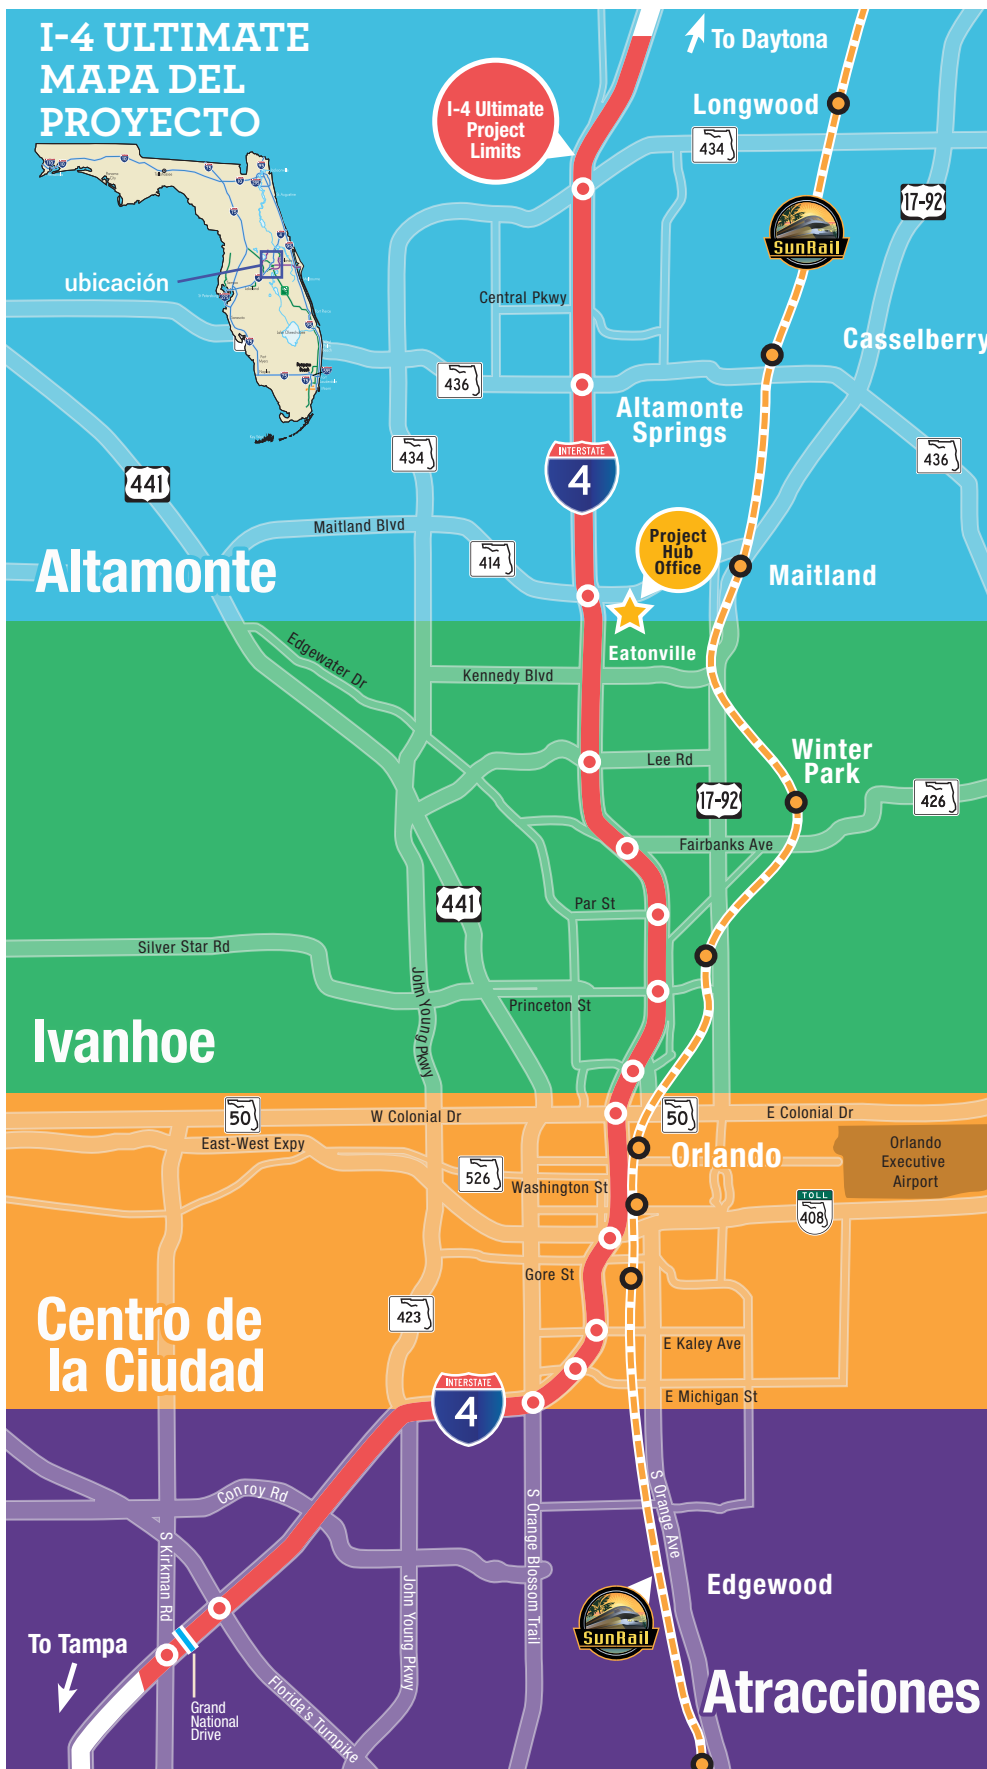 I-4 ULTIMATE
MAPA DEL
PROYECTO
To Daytona
I-4 Ultimate
Project
Limits
Longwood
434
17-92
SunRail
ubicación
Central Pkwy
Casselberry
436
Altamonte
Springs
434
436
INTERSTATE
4
441
Maitland Blvd
414
Project
Hub
Office
Altamonte
Maitland
Eatonville
Edgewater Dr
Kennedy Blvd
Lee Rd
Winter
Park
17-92
426
Fairbanks Ave
441
Par St
Silver Star Rd
John Young Pkwy
Princeton St
Ivanhoe
50
W Colonial Dr
50
E Colonial Dr
East-West Expy
Orlando
Orlando
Executive
Airport
526
Washington St
TOLL
408
Gore St
Centro de
la Ciudad
423
E Kaley Ave
E Michigan St
INTERSTATE
4
Conroy Rd
S Kirkman Rd
S Orange Blossom Trail
S Orange Ave
John Young Pkwy
Edgewood
SunRail
To Tampa
Grand
National
Drive
Florida's Turnpike
Atracciones